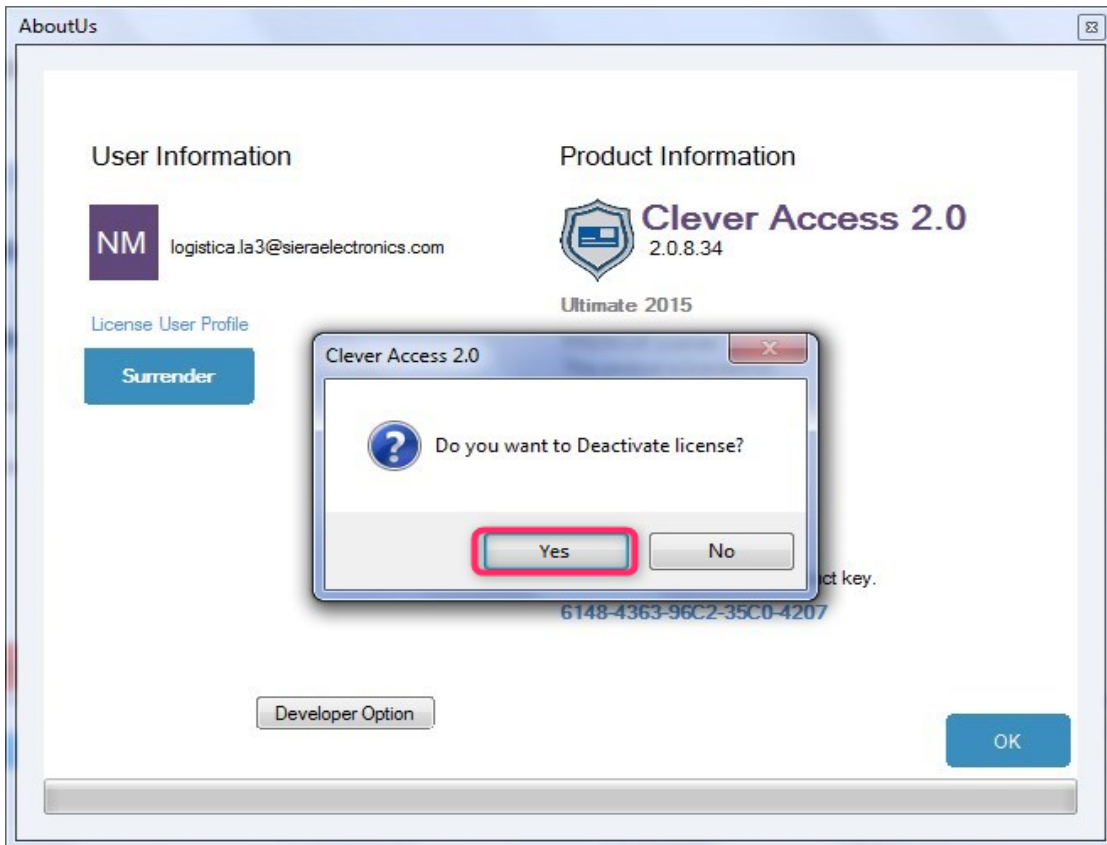 AboutUs
User Information
Product Information
NM
logistica.la3@sieraelectronics.com
Clever Access 2.0
2.0.8.34
Ultimate 2015
License User Profile
Surrender
Clever Access 2.0
Do you want to Deactivate license?
Yes
No
ct key.
6148-4363-96C2-35C0-4207
Developer Option
OK